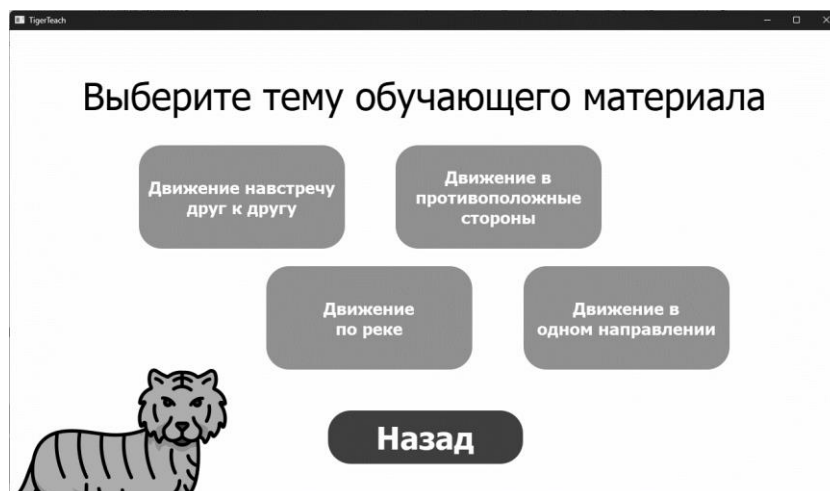 TigerTeach
Выберите тему обучающего материала
Движение навстречу
друг к другу
Движение в
противоположные
стороны
Движение
по реке
Движение в
одном направлении
Назад